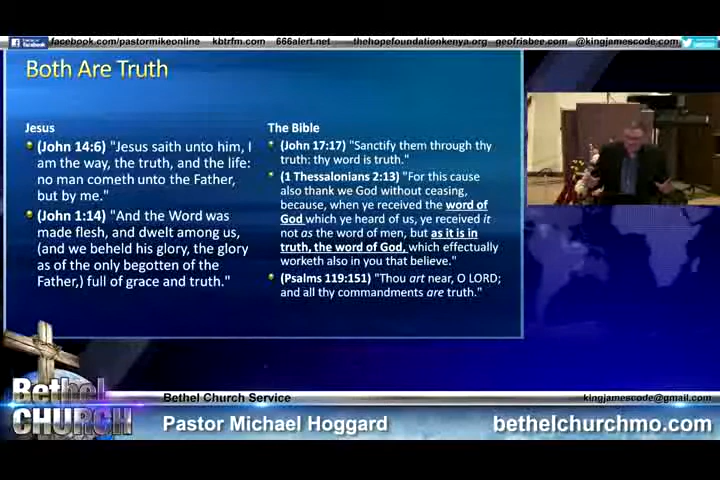 Find us on facebook
facebook.com/pastormikeonline kbtrfm.com 666alert.net thehopefoundationkenya.org geofrisbee.com @kingjamescode.com twitter
Both Are Truth
Jesus
(John 14:6) "Jesus saith unto him, I
am the way, the truth, and the life:
no man cometh unto the Father,
but by me."
(John 1:14) "And the Word was
made flesh, and dwelt among us,
(and we beheld his glory, the glory
as of the only begotten of the
Father,) full of grace and truth."
The Bible
(John 17:17) "Sanctify them through thy
truth: thy word is truth."
(1 Thessalonians 2:13) "For this cause
also thank we God without ceasing,
because, when ye received the word of
God which ye heard of us, ye received it
not as the word of men, but as it is in
truth, the word of God, which effectually
worketh also in you that believe."
(Psalms 119:151) "Thou art near, O LORD;
and all thy commandments are truth."
Bethel
CHURCH
Bethel Church Service
kingjamescode@gmail.com
Pastor Michael Hoggard
bethelchurchmo.com